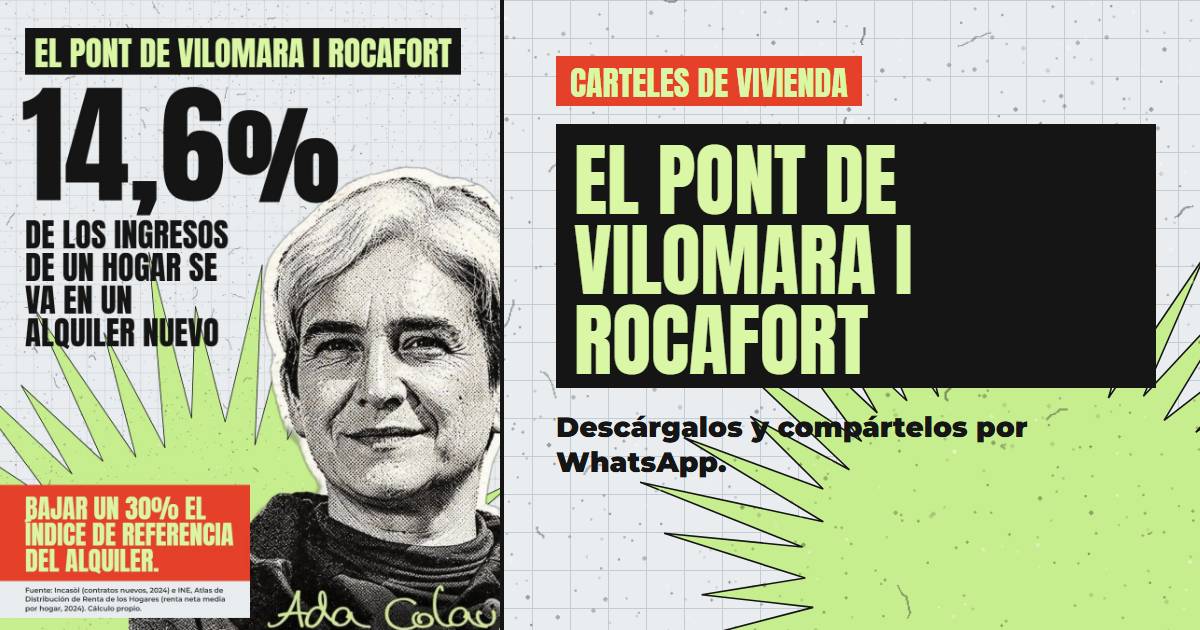 EL PONT DE VILOMARA I ROCAFORT
14,6%
DE LOS INGRESOS
DE UN HOGAR SE
VA EN UN
ALQUILER NUEVO
BAJAR UN 30% EL
ÍNDICE DE REFERENCIA
DEL ALQUILER.
Fuente: Incasòl (contratos nuevos, 2024) e INE, Atlas de
Distribución de Renta de los Hogares (renta neta media
por hogar, 2024). Cálculo propio.
Ada Colau
CARTELES DE VIVIENDA
EL PONT DE
VILOMARA I
ROCAFORT
Descárgalos y compártelos por
WhatsApp.